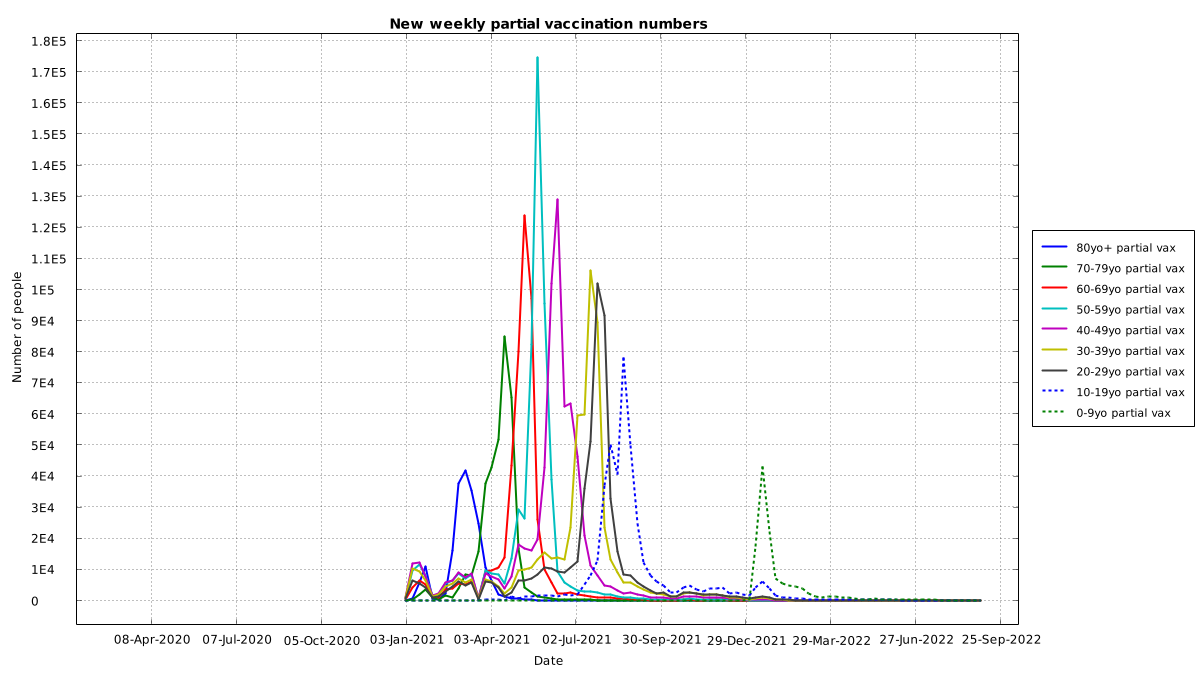 New weekly partial vaccination numbers
1.8E5
1.7E5
1.6E5
1.5E5
1.4E5
1.3E5
1.2E5
1.1E5
1E5
9E4
8E4
7E4
6E4
5E4
4E4
3E4
2E4
1E4
0
Number of people
08-Apr-2020 07-Jul-2020 05-Oct-2020 03-Jan-2021 03-Apr-2021 02-Jul-2021 30-Sep-2021 29-Dec-2021 29-Mar-2022 27-Jun-2022 25-Sep-2022
Date
80yo+ partial vax
70-79yo partial vax
60-69yo partial vax
50-59yo partial vax
40-49yo partial vax
30-39yo partial vax
20-29yo partial vax
10-19yo partial vax
0-9yo partial vax